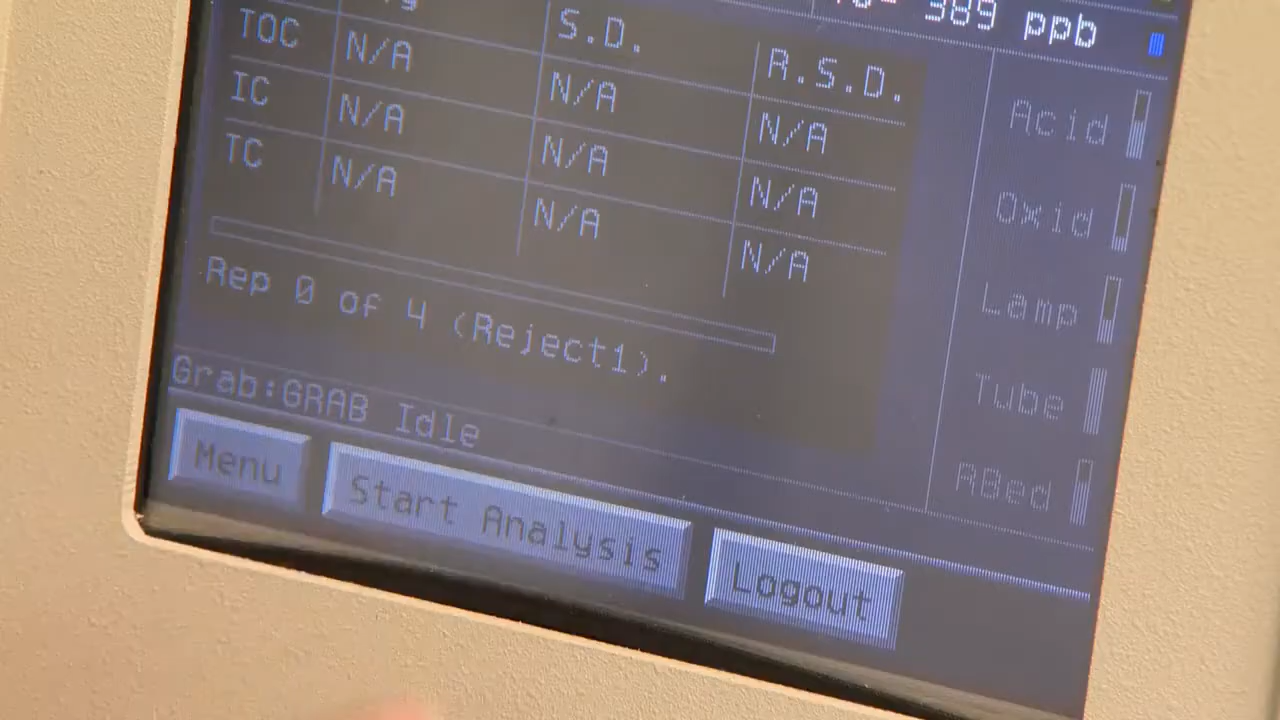 389 ppb
S.D. R.S.D.
TOC N/A N/A N/A
IC N/A N/A N/A
TC N/A N/A N/A
Rep 0 of 4 (Reject1).
Grab:GRAB Idle
Menu Start Analysis Logout
Acid
Oxid
Lamp
Tube
RBed